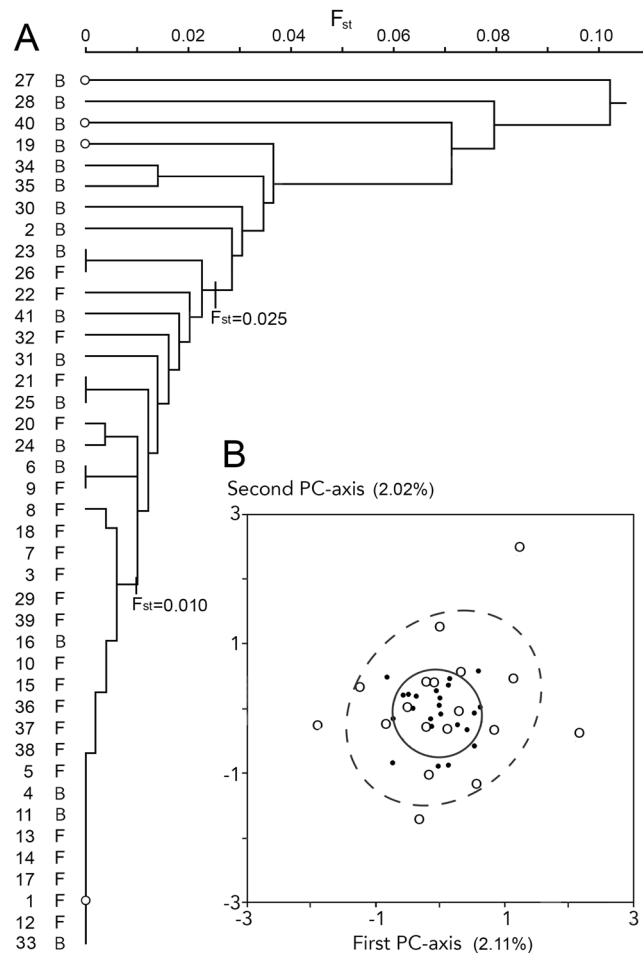 A
F st
0 0.02 0.04 0.06 0.08 0.10
27 B
28 B
40 B
19 B
34 B
35 B
30 B
2 B
23 B
26 F
22 F
41 B
Fst=0.025
32 F
31 B
21 F
25 B
20 F
24 B
6 B
9 F
8 F
18 F
7 F
3 F
29 F
Fst=0.010
39 F
16 B
10 F
15 F
36 F
37 F
38 F
5 F
4 B
11 B
13 F
14 F
17 F
1 F
12 F
33 B
B
Second PC-axis (2.02%)
3
1
-1
-3
-3 -1 1 3
First PC-axis (2.11%)